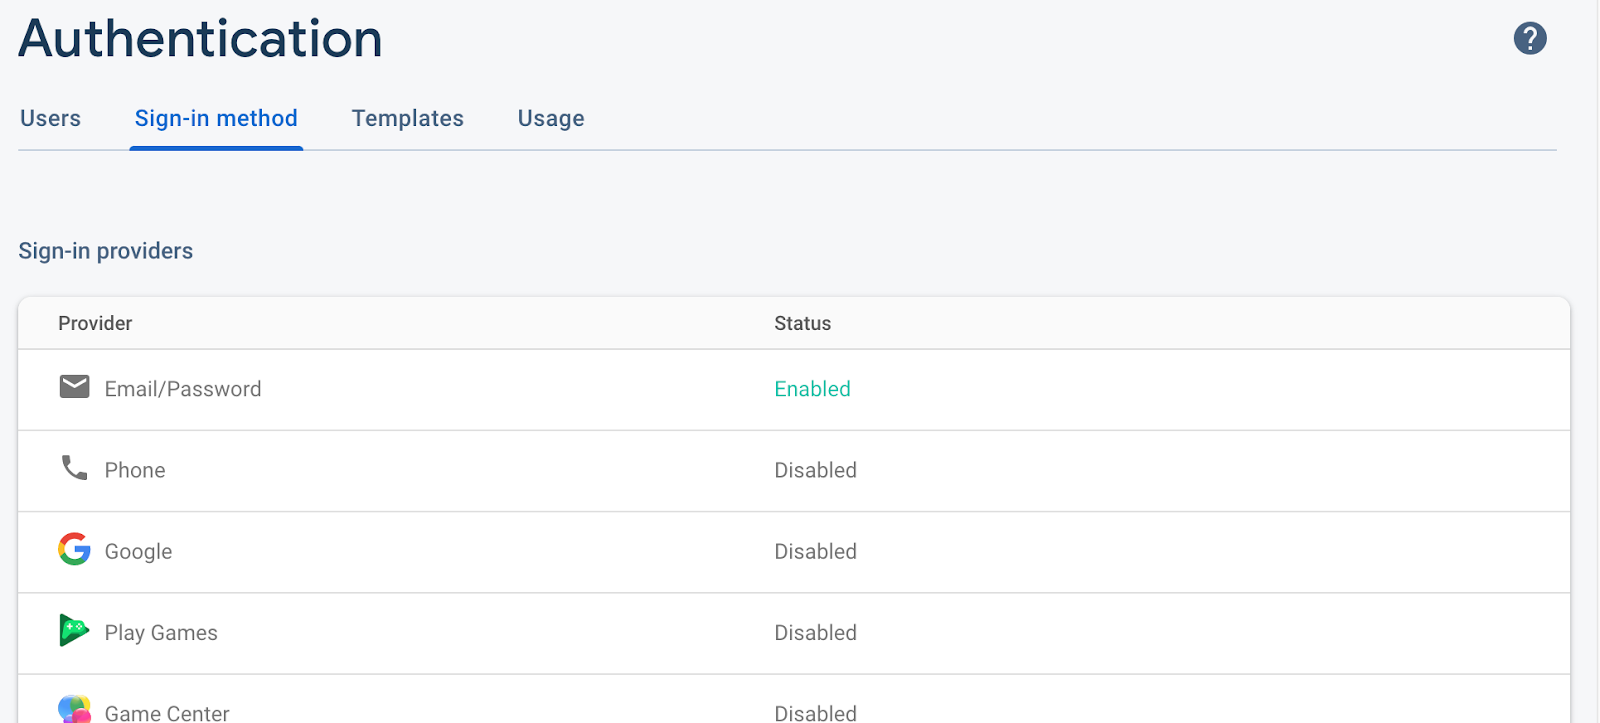 Authentication
?
Users Sign-in method Templates Usage
Sign-in providers
Provider Status
Email/Password Enabled
Phone Disabled
Google Disabled
Play Games Disabled
Game Center Disabled